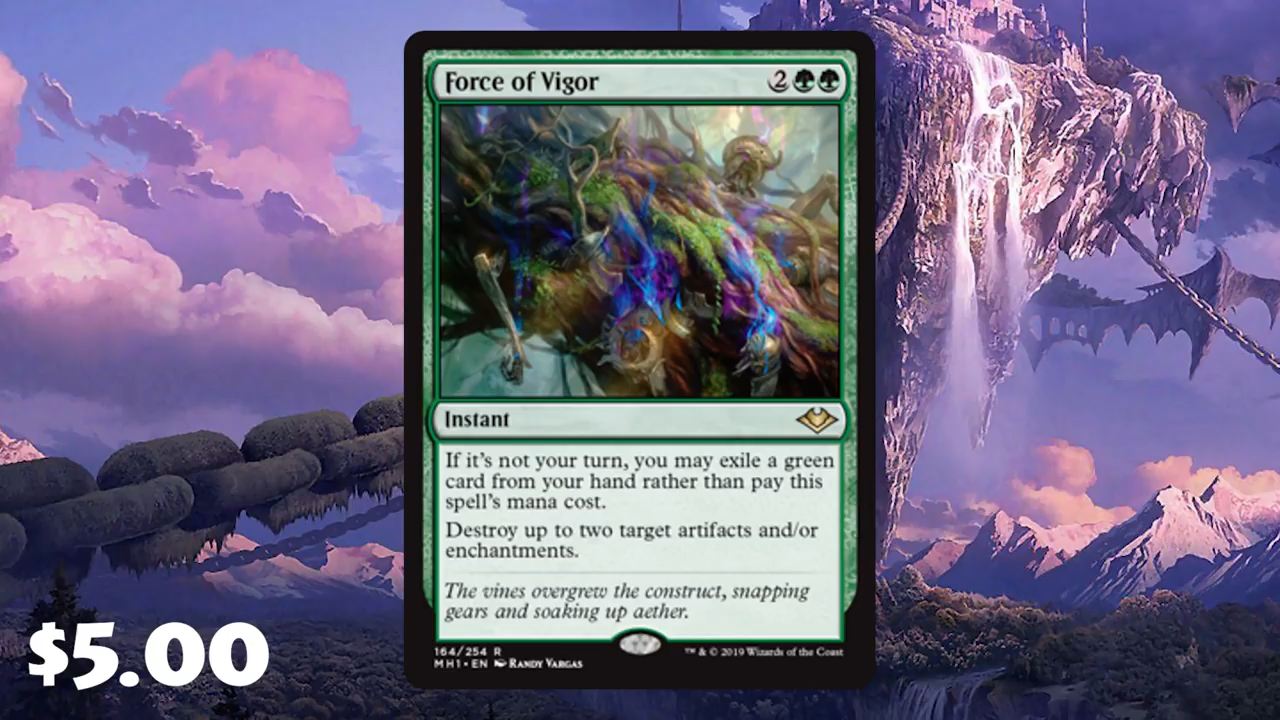 Force of Vigor 2
Instant
If it's not your turn, you may exile a green
card from your hand rather than pay this
spell's mana cost.
Destroy up to two target artifacts and/or
enchantments.
The vines overgrew the construct, snapping
gears and soaking up aether.
164/254 R
MH1 • EN Randy Vargas
™ & © 2019 Wizards of the Coast
$5.00